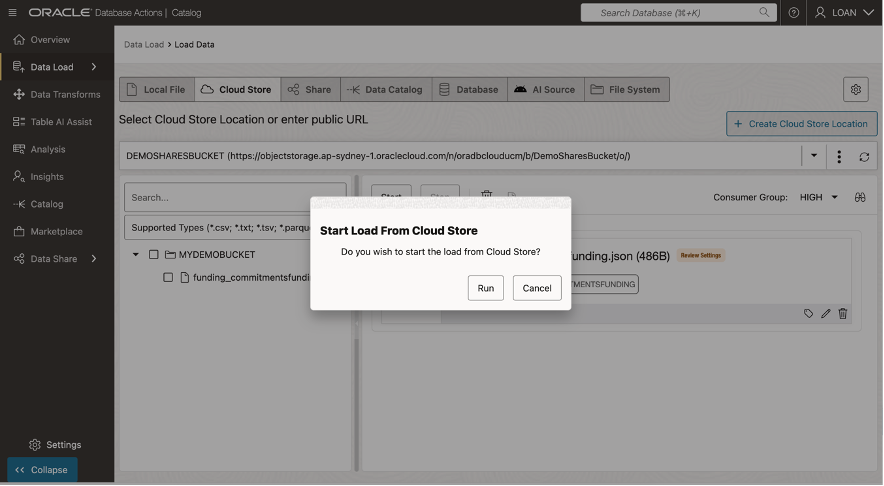 ORACLE Database Actions | Catalog
Search Database (⌘+K)
LOAN
Overview
Data Load
Data Transforms
Table AI Assist
Analysis
Insights
Catalog
Marketplace
Data Share
Settings
Collapse
Data Load > Load Data
Local File
Cloud Store
Share
Data Catalog
Database
AI Source
File System
Select Cloud Store Location or enter public URL
+ Create Cloud Store Location
DEMOSHARESBUCKET (https://objectstorage.ap-sydney-1.oraclecloud.com/n/oradbclouducm/b/DemoSharesBucket/o/)
Search...
Supported Types (*.csv; *.txt; *.tsv; *.parque
MYDEMOBUCKET
funding_commitmentsfundi
Start
Stop
Consumer Group: HIGH
funding.json (486B)
Review Settings
TMENTSFUNDING
Start Load From Cloud Store
Do you wish to start the load from Cloud Store?
Run
Cancel